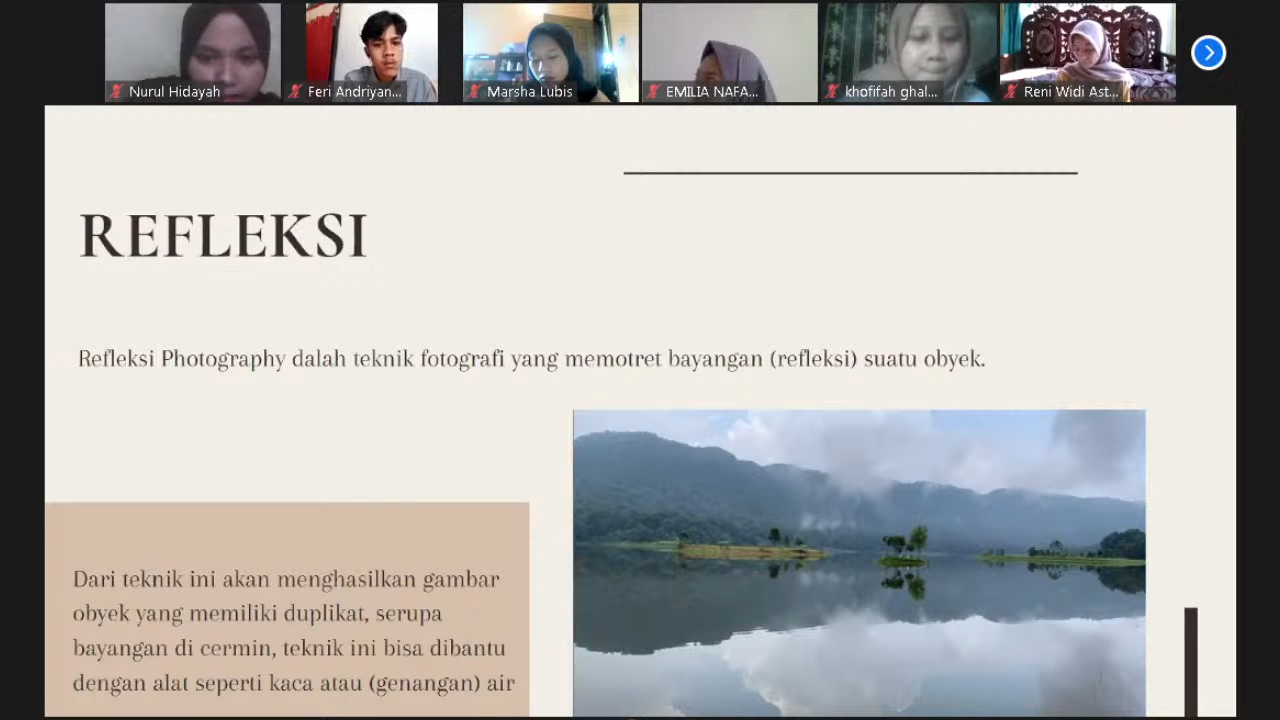 Nurul Hidayah
Feri Andriyan...
Marsha Lubis
EMILIA NAFA...
khofifah ghal...
Reni Widi Ast...
REFLEKSI
Refleksi Photography dalah teknik fotografi yang memotret bayangan (refleksi) suatu obyek.
Dari teknik ini akan menghasilkan gambar
obyek yang memiliki duplikat, serupa
bayangan di cermin, teknik ini bisa dibantu
dengan alat seperti kaca atau (genangan) air